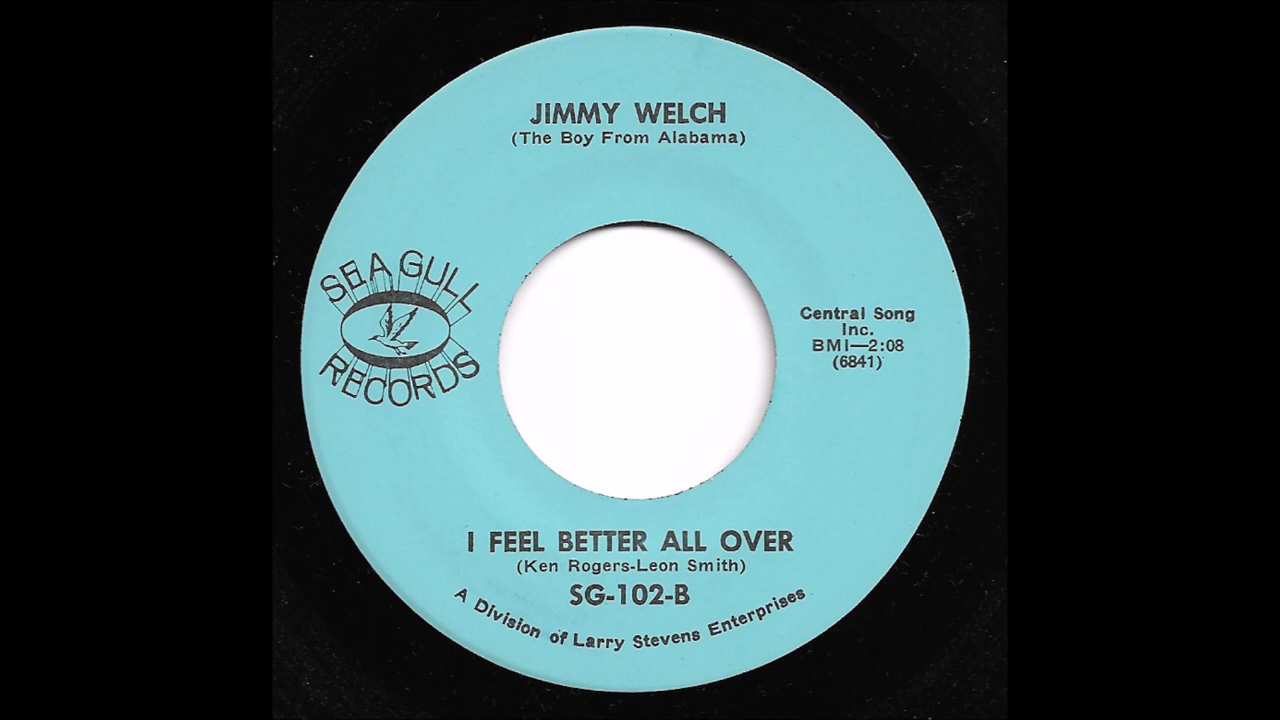 JIMMY WELCH
(The Boy From Alabama)
SEA GULL
RECORDS
Central Song
Inc.
BMI—2:08
(6841)
I FEEL BETTER ALL OVER
(Ken Rogers-Leon Smith)
SG-102-B
A Division of Larry Stevens Enterprises